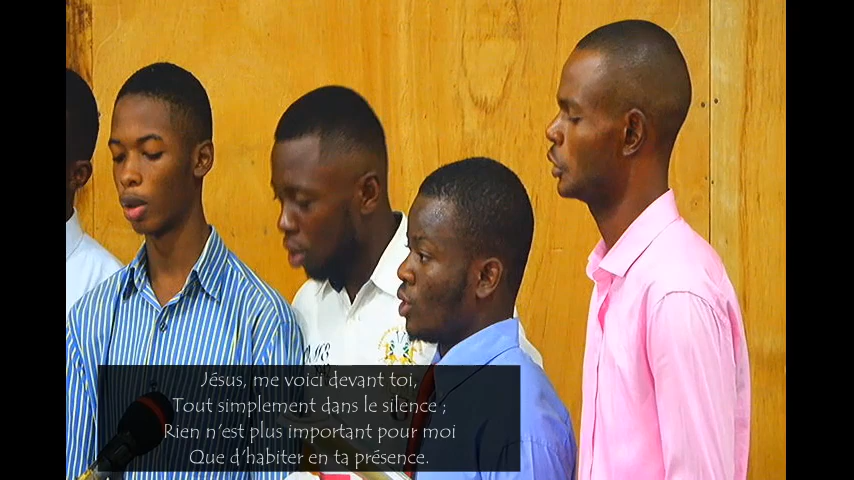 Jésus, me voici devant toi,
Tout simplement dans le silence ;
Rien n'est plus important pour moi
Que d'habiter en ta présence.